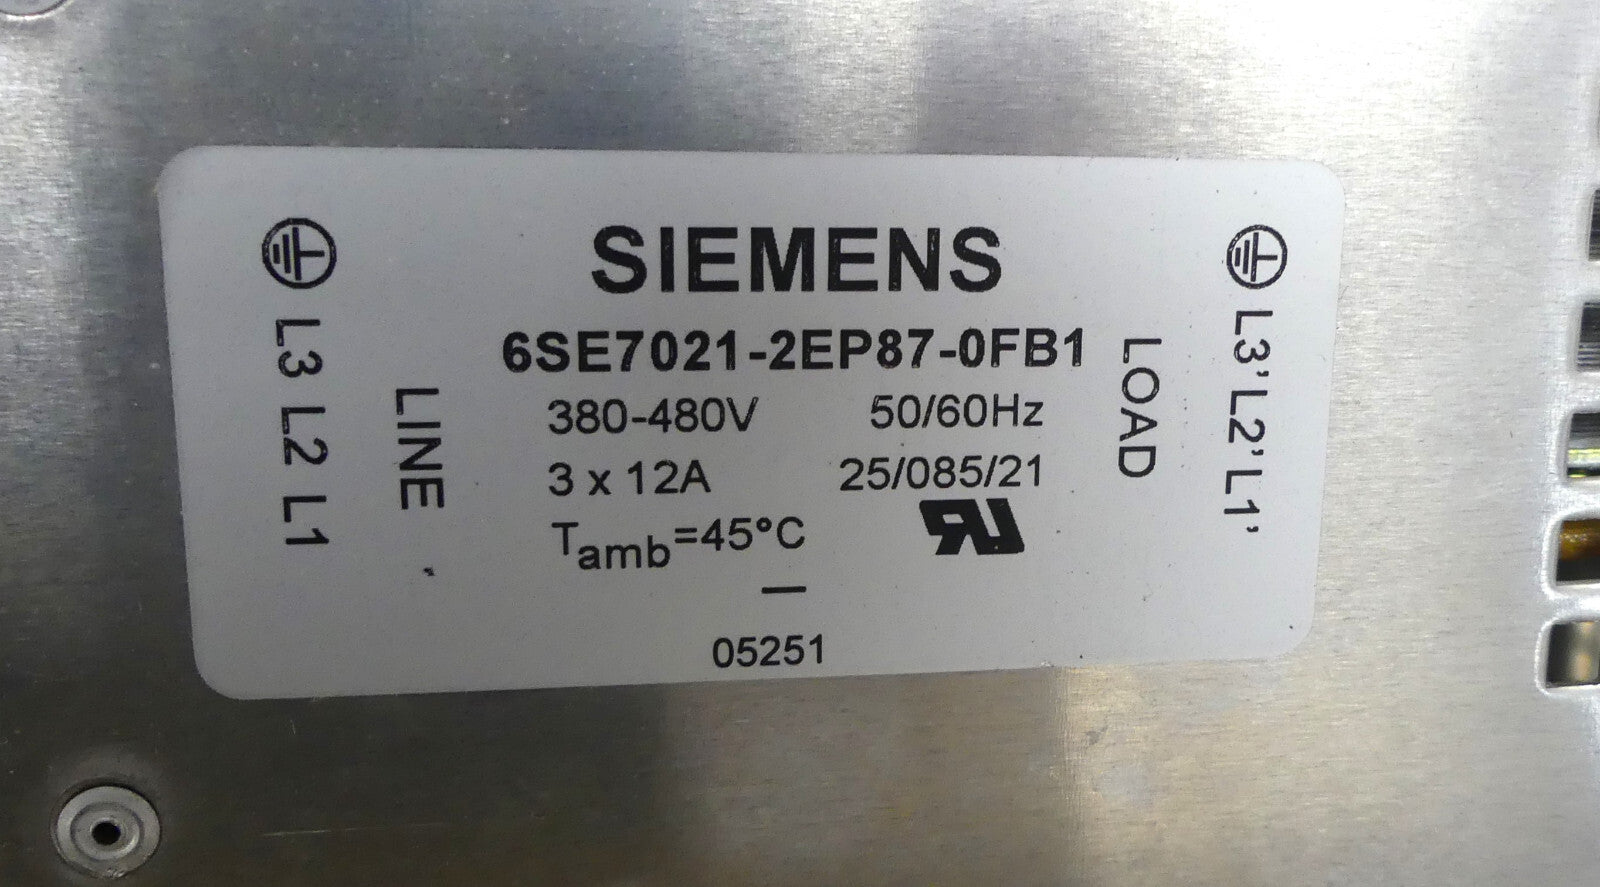 SIEMENS
6SE7021-2EP87-0FB1
380-480V 50/60Hz
3 x 12A 25/085/21
Tamb=45°C
05251
L3 L2 L1
LINE
LOAD
L3' L2' L1'